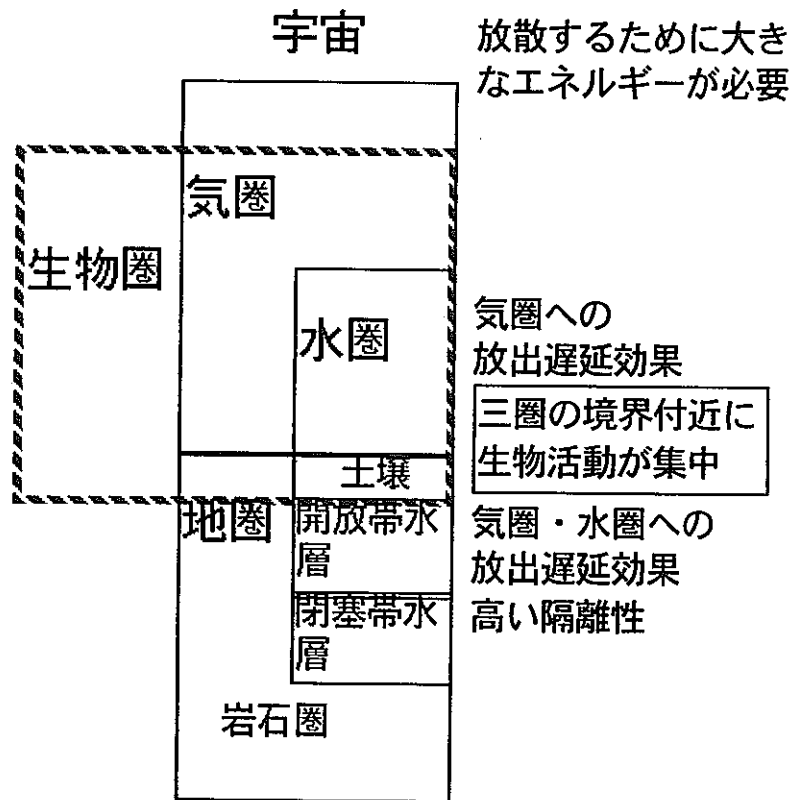 宇宙
放散するために大き
なエネルギーが必要
気圏
生物圏
水圏
気圏への
放出遅延効果
三圏の境界付近に
生物活動が集中
土壌
地圏
開放帯水
層
気圏・水圏への
放出遅延効果
高い隔離性
閉塞帯水
層
岩石圏